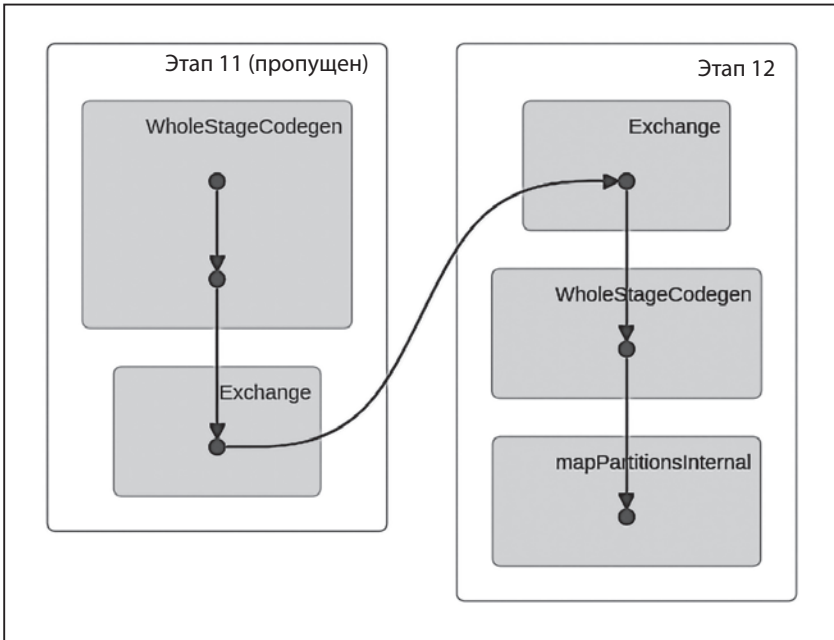 Этап 11 (пропущен)
WholeStageCodegen
Exchange
Этап 12
Exchange
WholeStageCodegen
mapPartitionsInternal